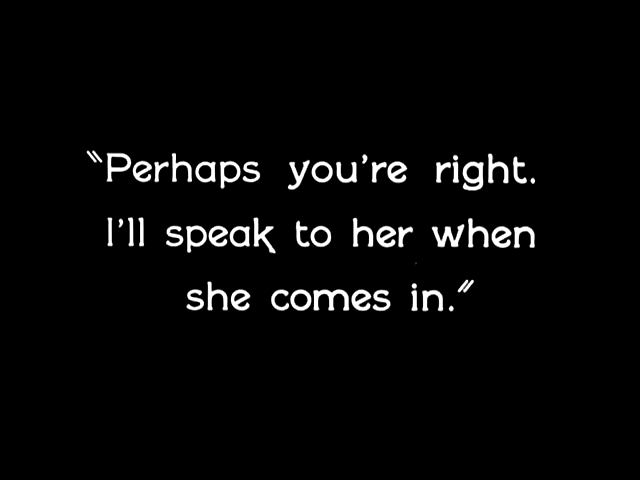 "Perhaps you're right.
I'll speak to her when
she comes in."